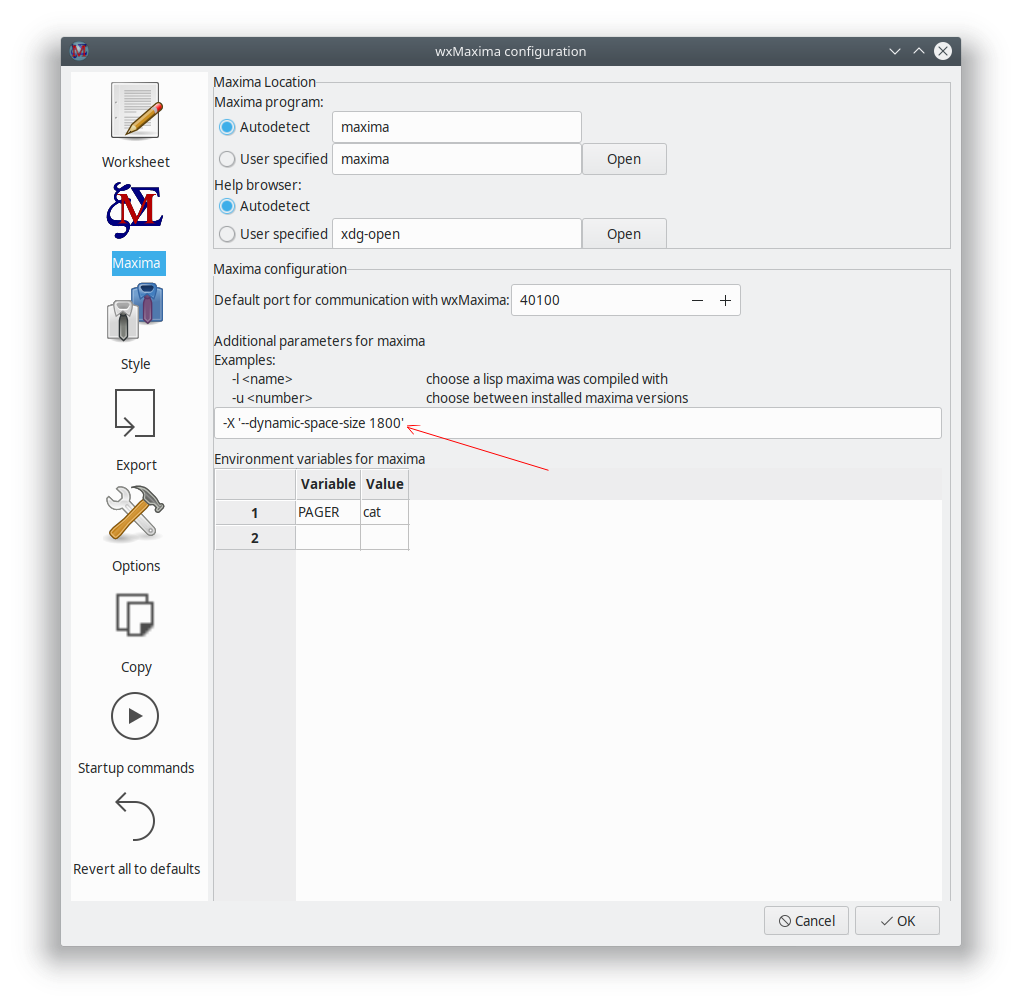 wxMaxima configuration
Worksheet
Maxima
Style
Export
Options
Copy
Startup commands
Revert all to defaults
Maxima Location
Maxima program:
Autodetect maxima
User specified maxima Open
Help browser:
Autodetect
User specified xdg-open Open
Maxima configuration
Default port for communication with wxMaxima: 40100
Additional parameters for maxima
Examples:
-l <name> choose a lisp maxima was compiled with
-u <number> choose between installed maxima versions
-X '--dynamic-space-size 1800'
Environment variables for maxima
Variable Value
1 PAGER cat
2
Cancel OK